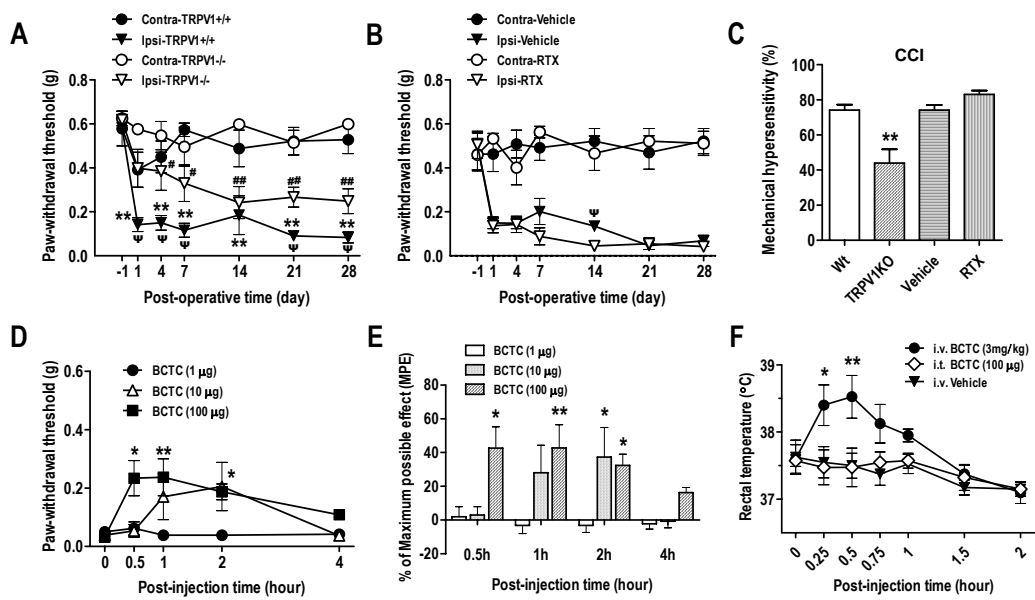 A
Contra-TRPV1+/+
Ipsi-TRPV1+/+
Contra-TRPV1-/-
Ipsi-TRPV1-/-
Paw-withdrawal threshold (g)
0.8
0.6
0.4
0.2
0.0
# # ## ## ##
** ** ** ** ** **
Ψ Ψ Ψ Ψ Ψ
-1 1 4 7 14 21 28
Post-operative time (day)
B
Contra-Vehicle
Ipsi-Vehicle
Contra-RTX
Ipsi-RTX
Paw-withdrawal threshold (g)
0.8
0.6
0.4
0.2
0.0
Ψ
-1 1 4 7 14 21 28
Post-operative time (day)
C
CCI
Mechanical hypersensitivity (%)
100
80
60
40
20
0
**
Wt
TRPV1KO
Vehicle
RTX
D
BCTC (1 μg)
BCTC (10 μg)
BCTC (100 μg)
Paw-withdrawal threshold (g)
0.6
0.4
0.2
0.0
* ** *
0 0.5 1 2 4
Post-injection time (hour)
E
BCTC (1 μg)
BCTC (10 μg)
BCTC (100 μg)
% of Maximum possible effect (MPE)
80
60
40
20
0
-20
* ** * *
0.5h 1h 2h 4h
Post-injection time (hour)
F
i.v. BCTC (3mg/kg)
i.t. BCTC (100 μg)
i.v. Vehicle
Rectal temperature (°C)
39
38
37
* **
0 0.25 0.5 0.75 1 1.5 2
Post-injection time (hour)